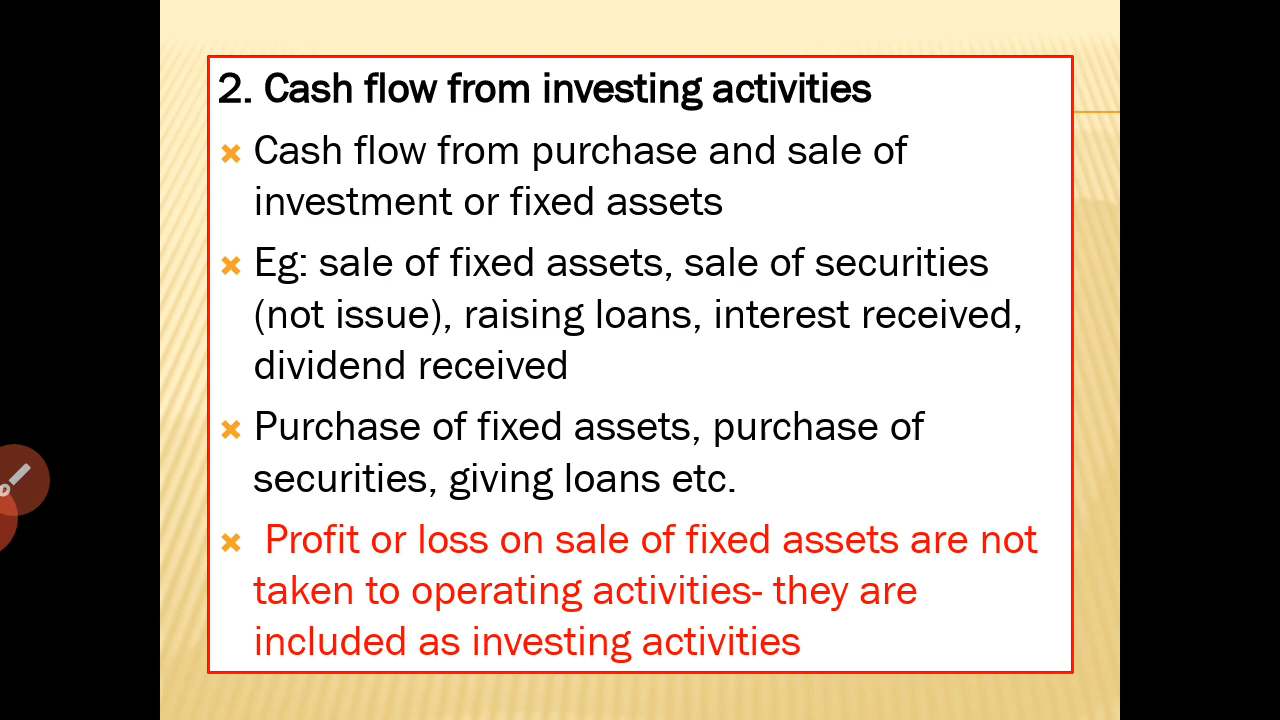 2. Cash flow from investing activities
Cash flow from purchase and sale of
investment or fixed assets
Eg: sale of fixed assets, sale of securities
(not issue), raising loans, interest received,
dividend received
Purchase of fixed assets, purchase of
securities, giving loans etc.
Profit or loss on sale of fixed assets are not
taken to operating activities- they are
included as investing activities